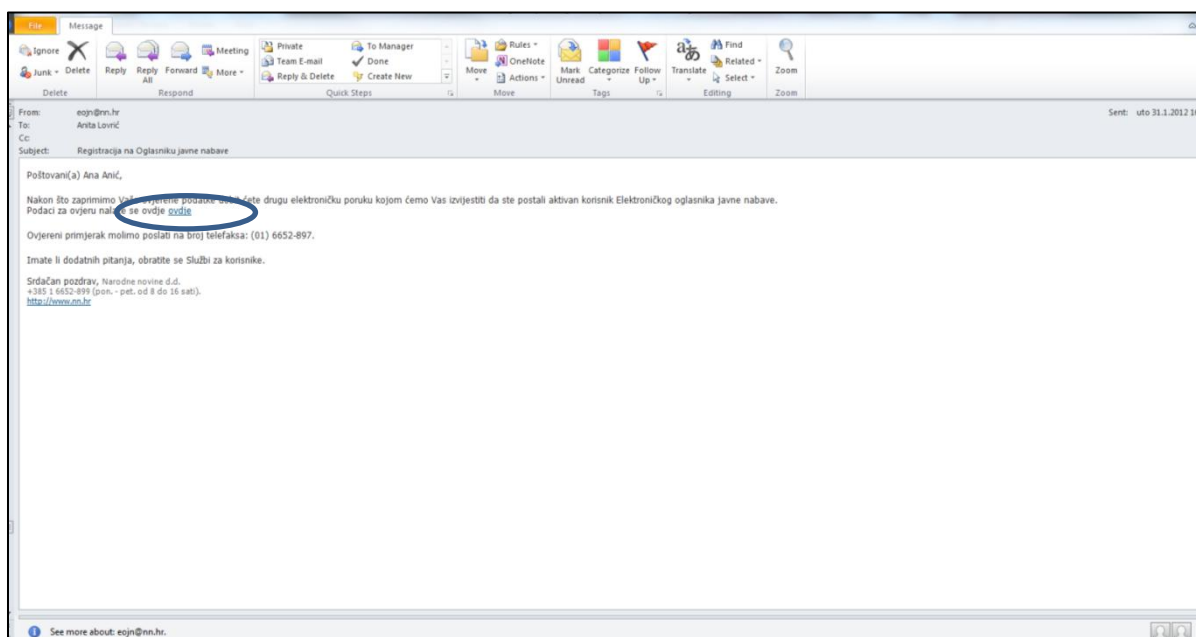 File Message
Ignore
Junk
Delete
Reply
Reply All
Forward
Meeting
More
Private
Team E-mail
Reply & Delete
To Manager
Done
Create New
Move
Rules
OneNote
Actions
Mark Unread
Categorize
Follow Up
Translate
Find
Related
Select
Zoom
Delete Respond Quick Steps Move Tags Editing Zoom
From: eojn@nn.hr Sent: uto 31.1.2012
To: Anita Lovrić
Cc:
Subject: Registracija na Oglasniku javne nabave
Poštovani(a) Ana Anić,
Nakon što zaprimimo Vaše ovjerene podatke dobit ćete drugu elektroničku poruku kojom ćemo Vas izvijestiti da ste postali aktivan korisnik Elektroničkog oglasnika javne nabave.
Podaci za ovjeru nalaze se ovdje ovdje
Ovjereni primjerak molimo poslati na broj telefaksa: (01) 6652-897.
Imate li dodatnih pitanja, obratite se Službi za korisnike.
Srdačan pozdrav, Narodne novine d.d.
+385 1 6652-899 (pon. - pet. od 8 do 16 sati).
http://www.nn.hr
See more about: eojn@nn.hr.